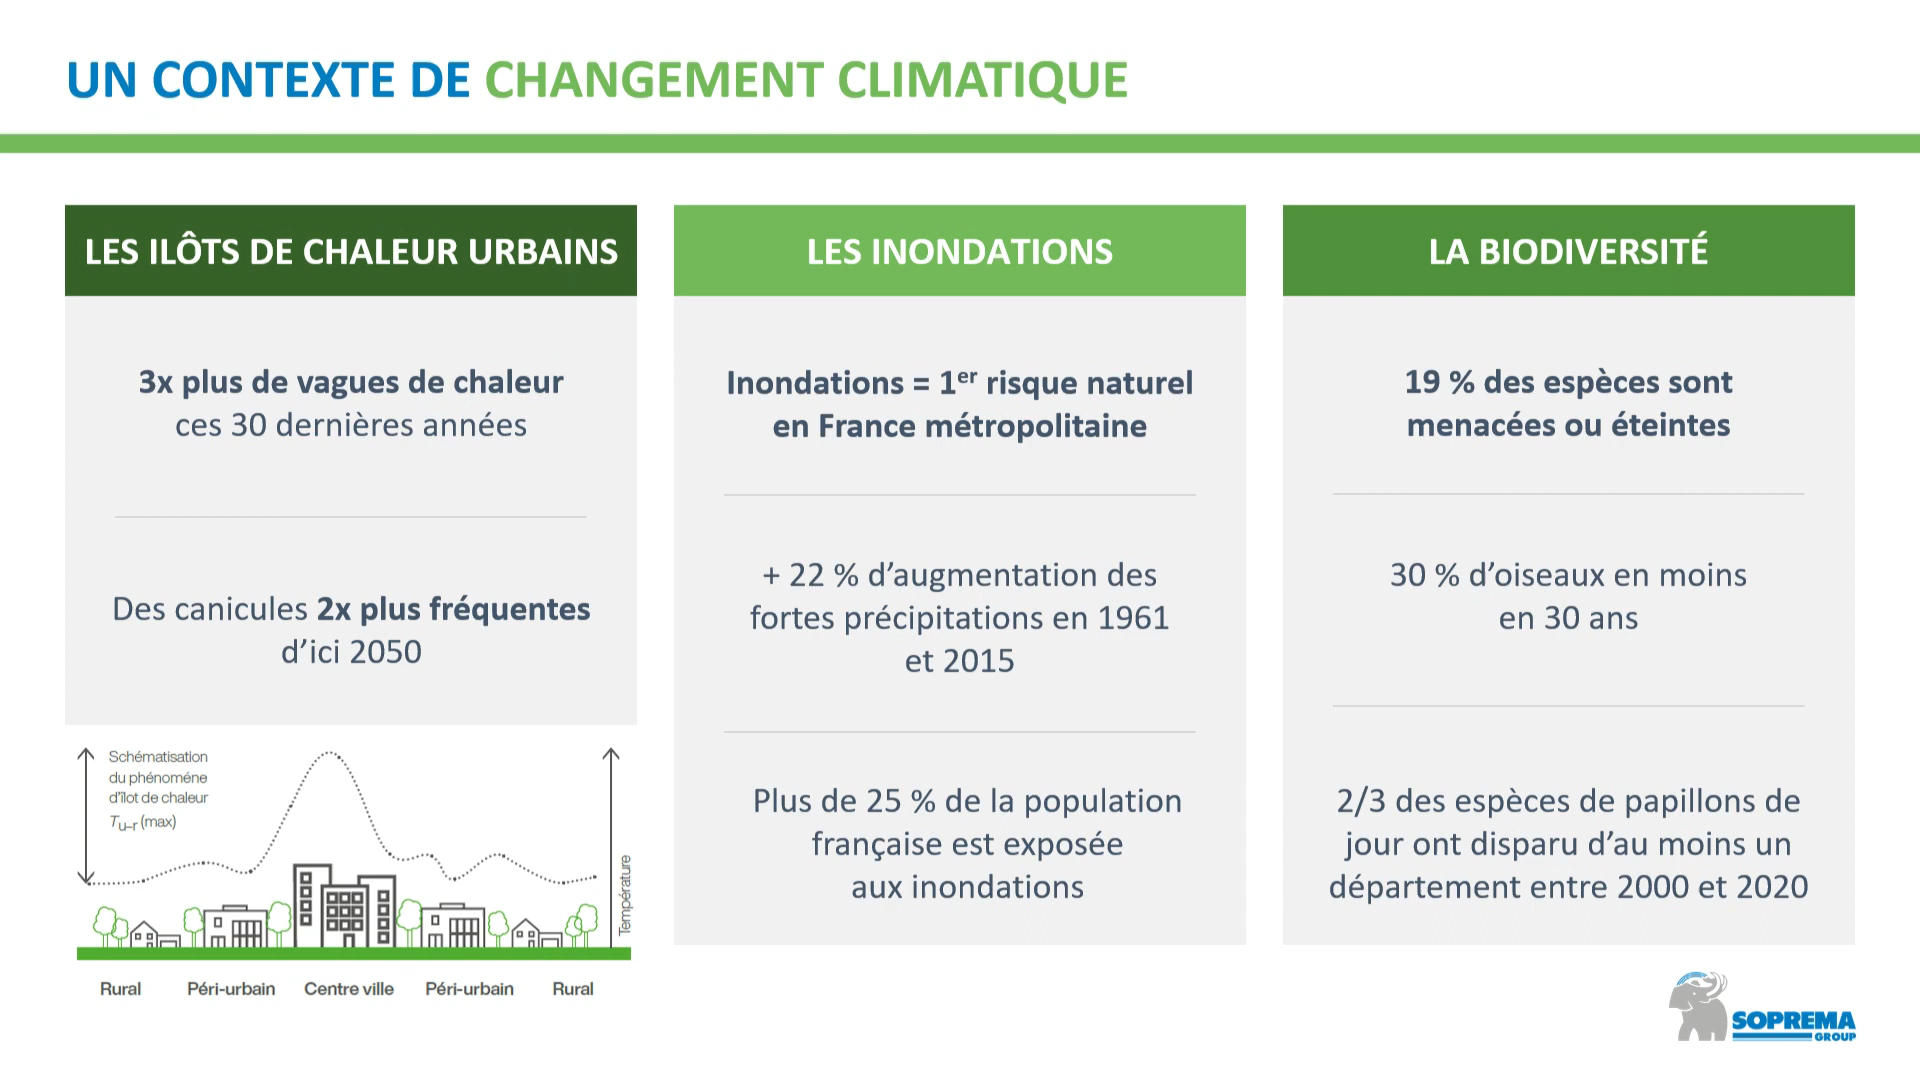 UN CONTEXTE DE CHANGEMENT CLIMATIQUE
LES ILÔTS DE CHALEUR URBAINS
3x plus de vagues de chaleur
ces 30 dernières années
Des canicules 2x plus fréquentes
d’ici 2050
Schématisation
du phénoméne
d’îlot de chaleur
Tu–r (max)
Température
Rural
Péri-urbain
Centre ville
Péri-urbain
Rural
LES INONDATIONS
Inondations = 1er risque naturel
en France métropolitaine
+ 22 % d’augmentation des
fortes précipitations en 1961
et 2015
Plus de 25 % de la population
française est exposée
aux inondations
LA BIODIVERSITÉ
19 % des espèces sont
menacées ou éteintes
30 % d’oiseaux en moins
en 30 ans
2/3 des espèces de papillons de
jour ont disparu d’au moins un
département entre 2000 et 2020
SOPREMA
GROUP